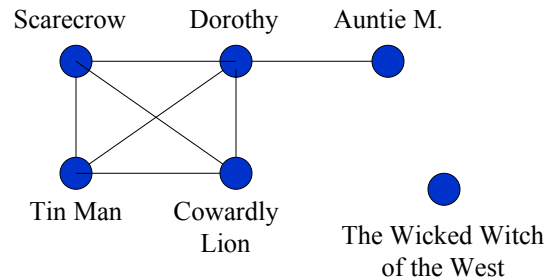 Scarecrow
Dorothy
Auntie M.
Tin Man
Cowardly
Lion
The Wicked Witch
of the West